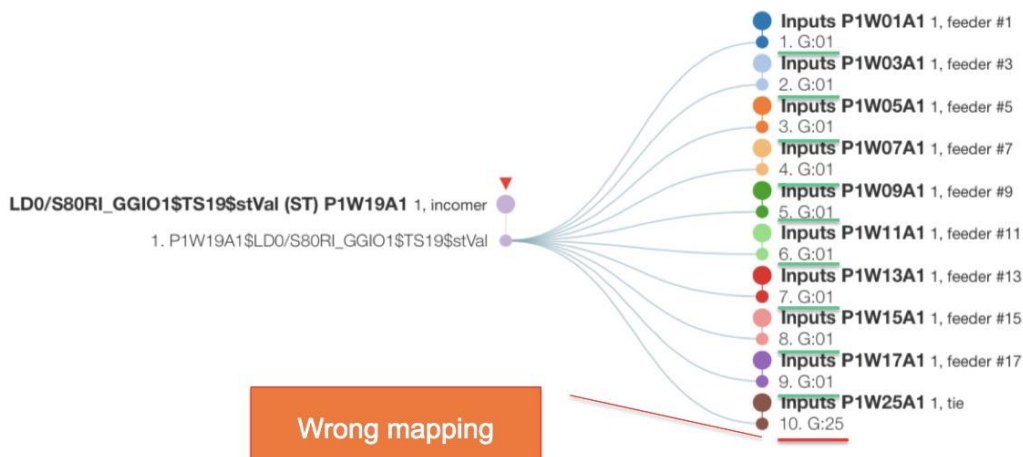 Inputs P1W01A1 1, feeder #1
1. G:01
Inputs P1W03A1 1, feeder #3
2. G:01
Inputs P1W05A1 1, feeder #5
3. G:01
Inputs P1W07A1 1, feeder #7
4. G:01
LD0/S80RI_GGIO1$TS19$stVal (ST) P1W19A1 1, incomer
1. P1W19A1$LD0/S80RI_GGIO1$TS19$stVal
Inputs P1W09A1 1, feeder #9
5. G:01
Inputs P1W11A1 1, feeder #11
6. G:01
Inputs P1W13A1 1, feeder #13
7. G:01
Inputs P1W15A1 1, feeder #15
8. G:01
Inputs P1W17A1 1, feeder #17
9. G:01
Inputs P1W25A1 1, tie
10. G:25
Wrong mapping